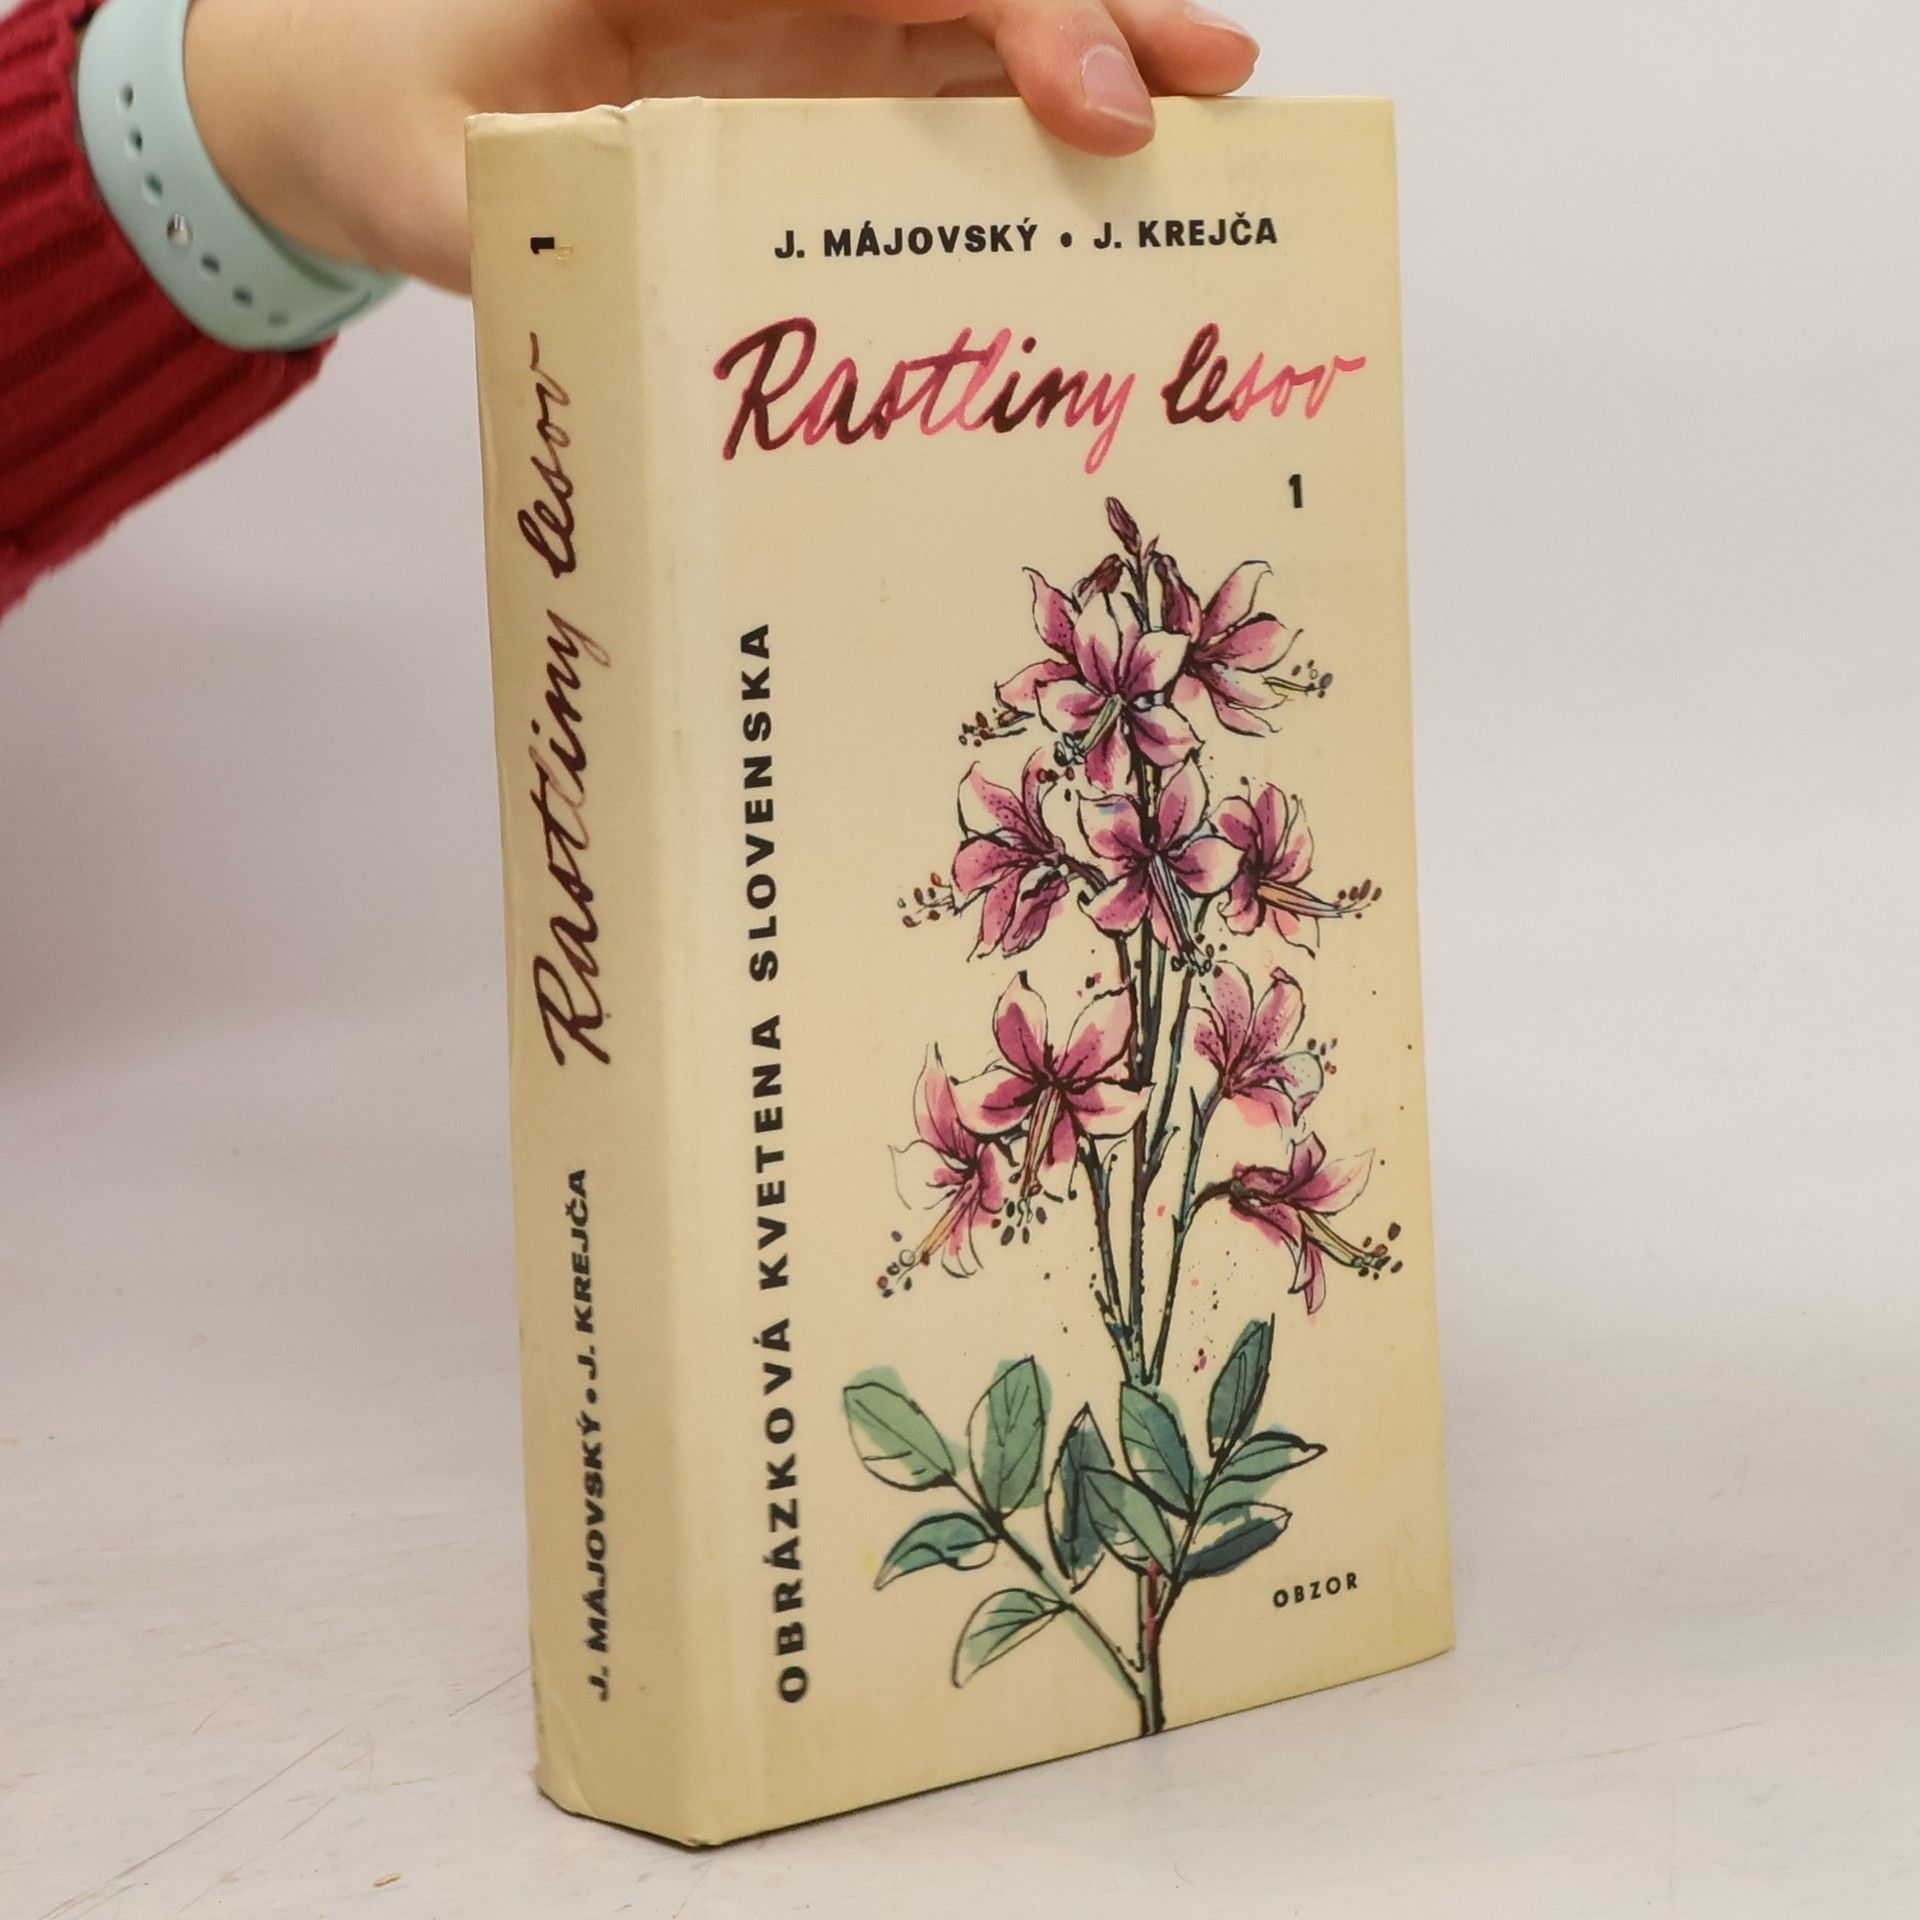 J. MÁJOVSKÝ • J. KREJČA
Rastliny lesov
1
OBRÁZKOVÁ KVETENA SLOVENSKA
OBZOR
J. MÁJOVSKÝ • J. KREJČA
Rastliny lesov
1